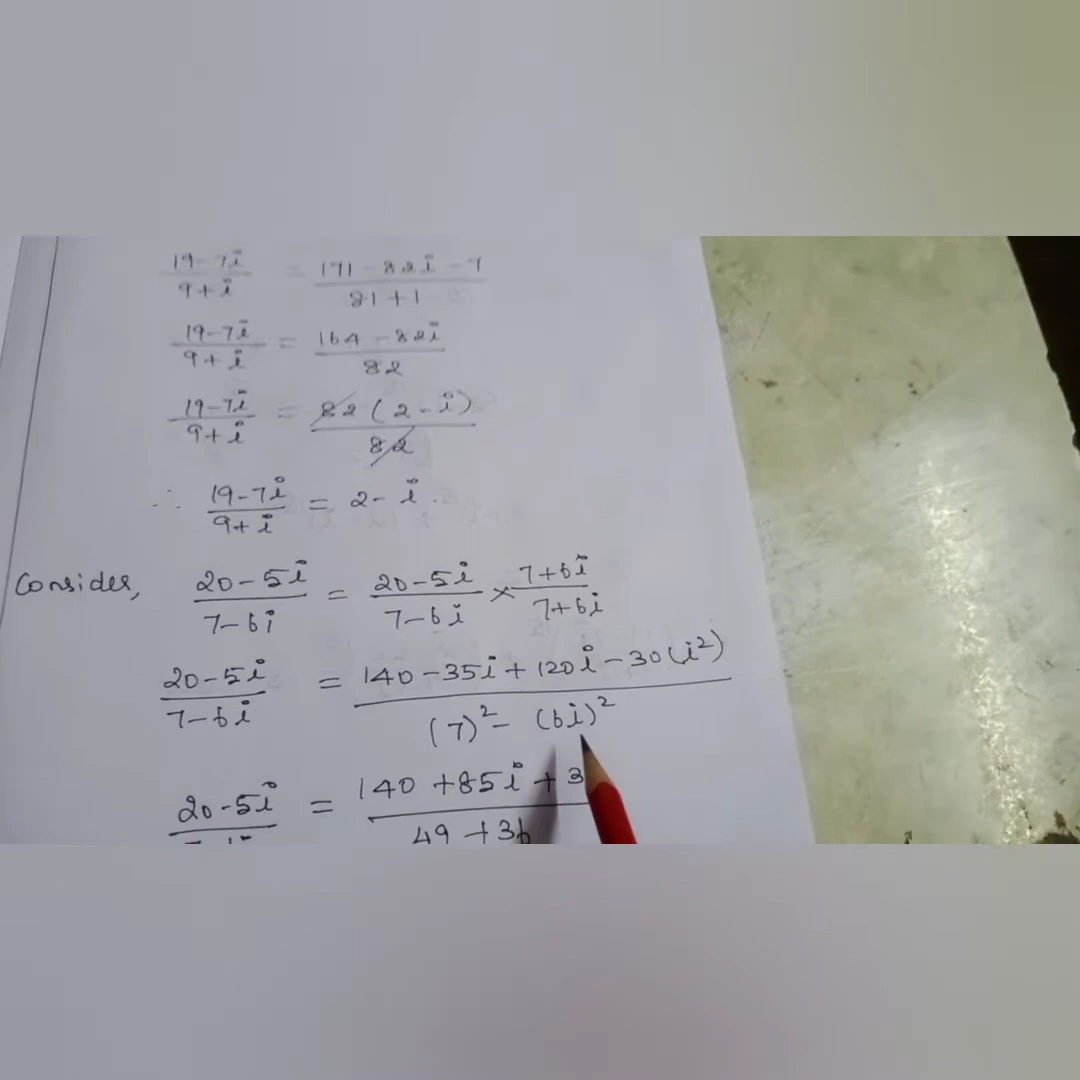 19-7i/9+i = 171-82i-7/81+1
19-7i/9+i = 164-82i/82
19-7i/9+i = 82(2-i)/82
∴ 19-7i/9+i = 2-i.
Consider, 20-5i/7-6i = 20-5i/7-6i × 7+6i/7+6i
20-5i/7-6i = 140-35i+120i-30(i²)/(7)²-(6i)²
20-5i = 140+85i+3/49+36